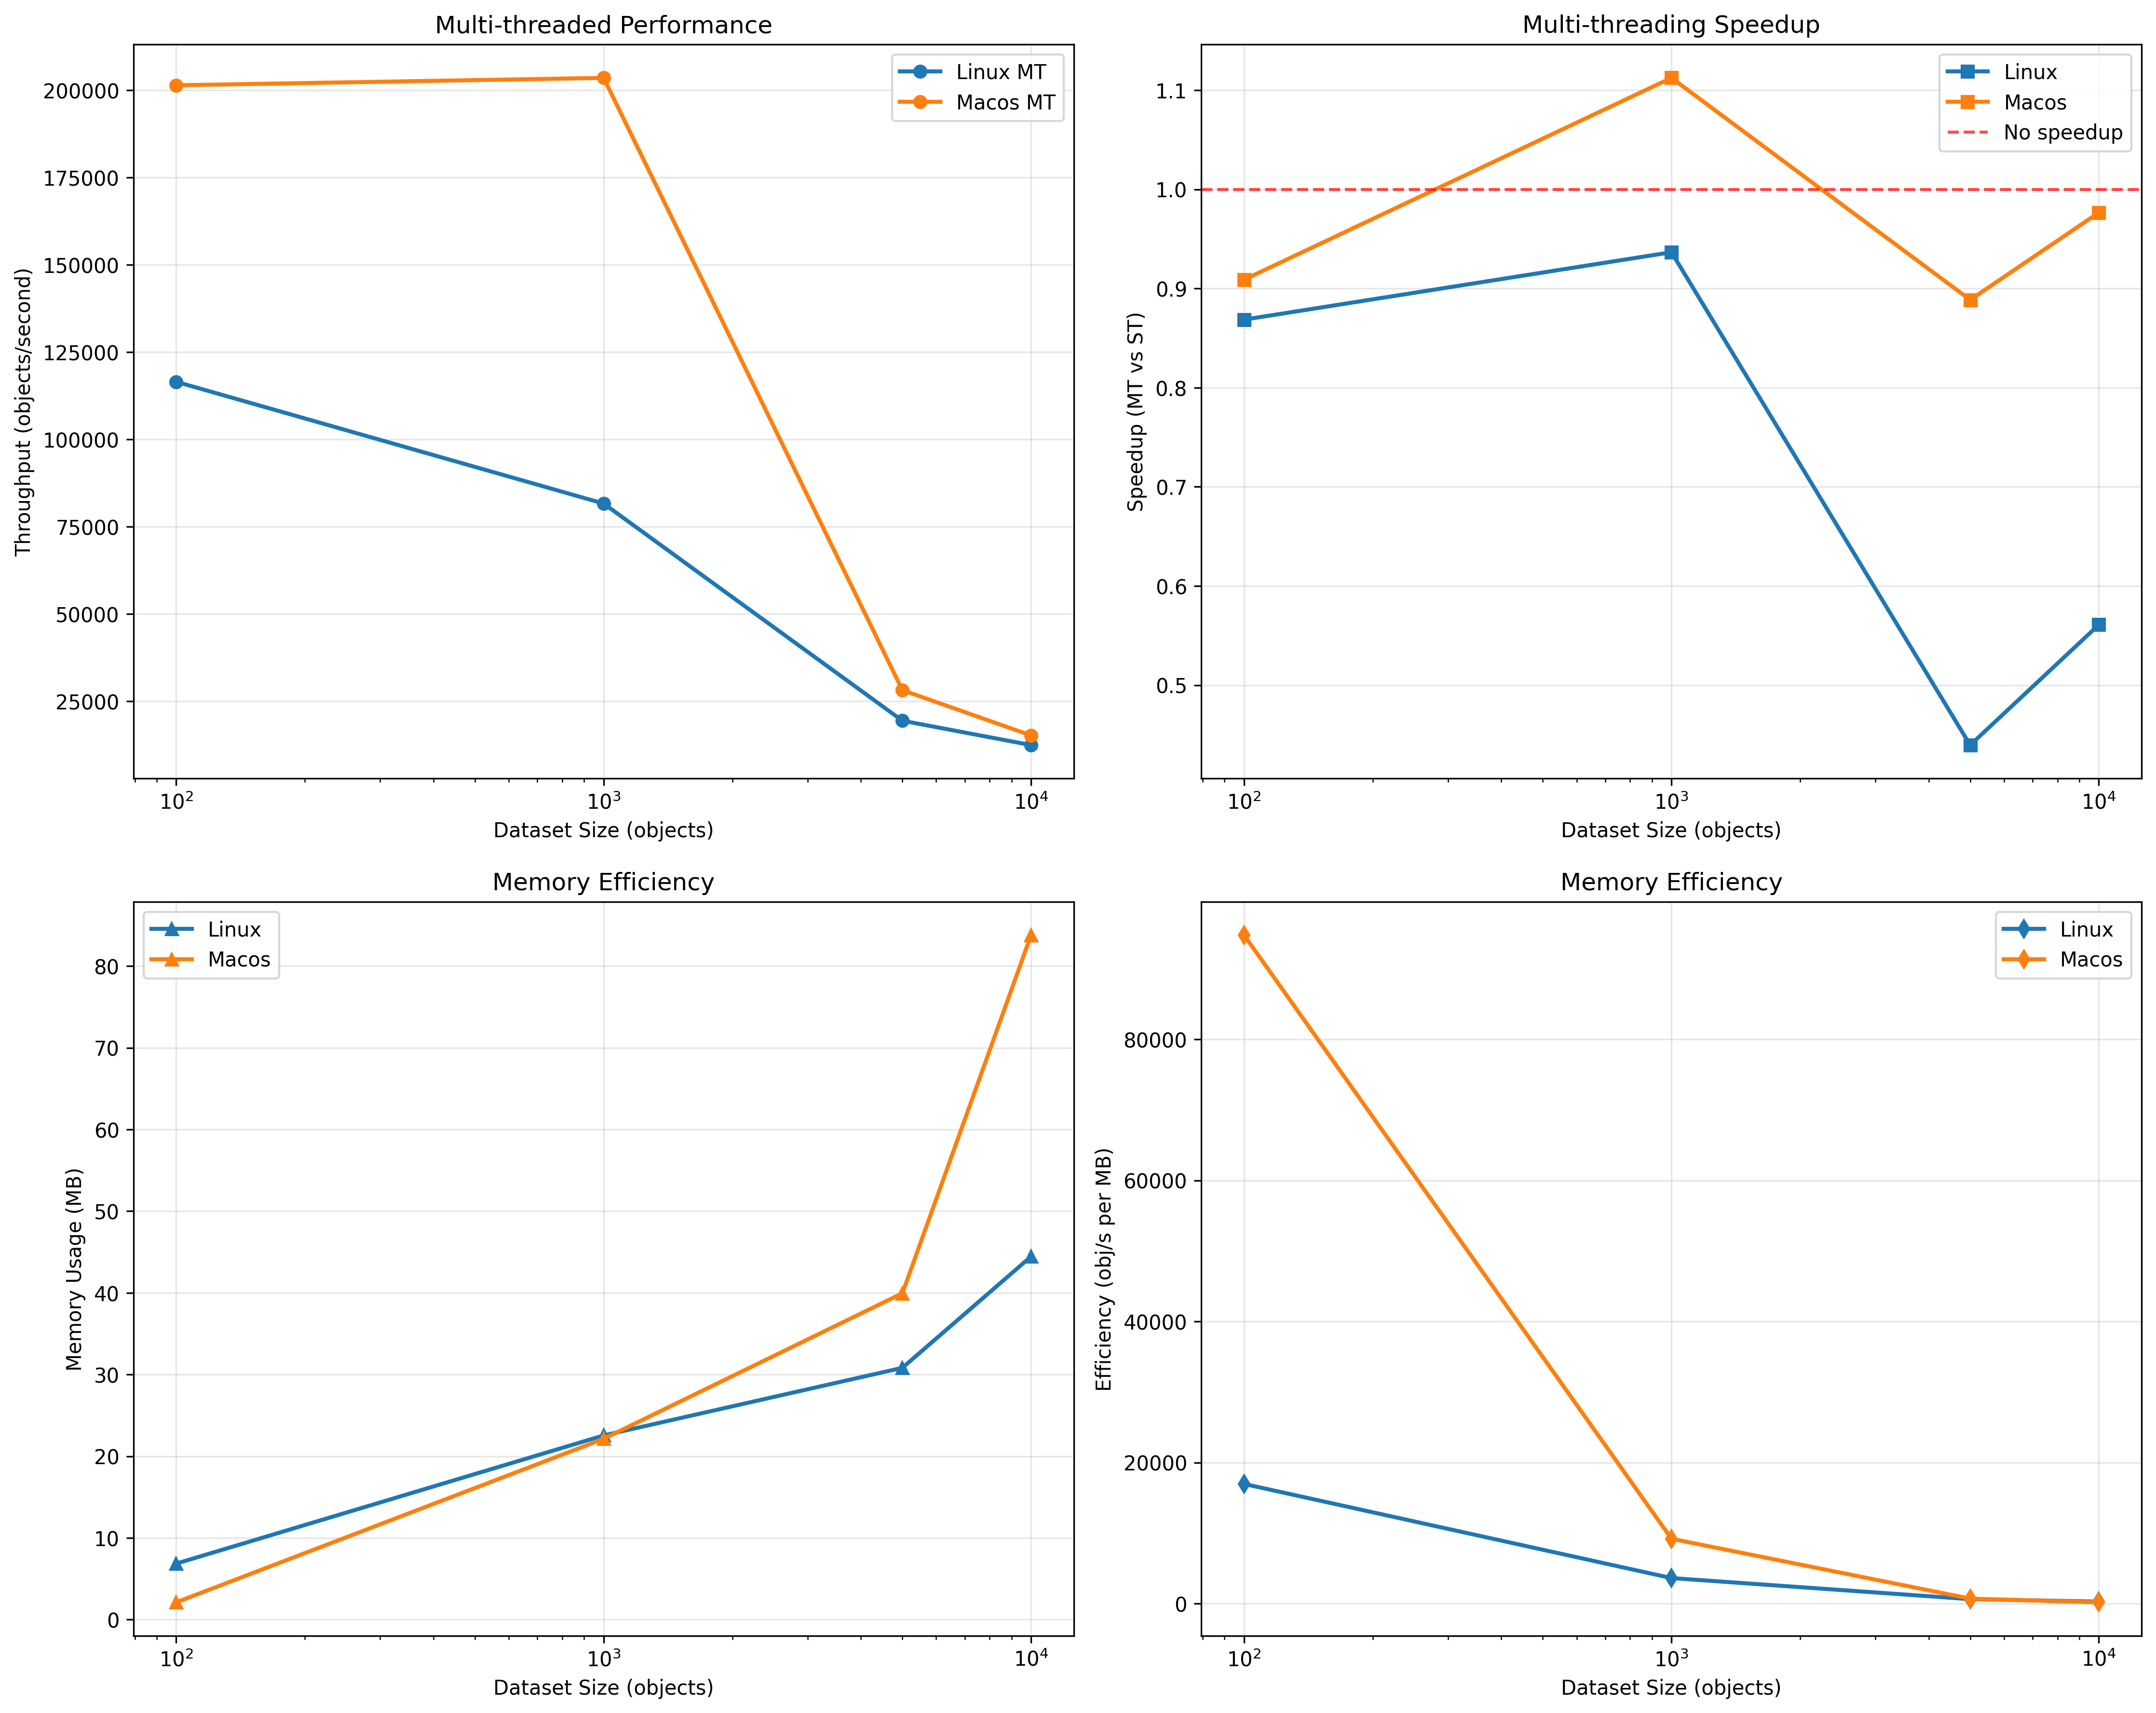 Multi-threaded Performance
Linux MT
Macos MT
200000
175000
150000
125000
100000
75000
50000
25000
Throughput (objects/second)
10²
10³
10⁴
Dataset Size (objects)
Multi-threading Speedup
Linux
Macos
No speedup
1.1
1.0
0.9
0.8
0.7
0.6
0.5
Speedup (MT vs ST)
10²
10³
10⁴
Dataset Size (objects)
Memory Efficiency
Linux
Macos
80
70
60
50
40
30
20
10
0
Memory Usage (MB)
10²
10³
10⁴
Dataset Size (objects)
Memory Efficiency
Linux
Macos
80000
60000
40000
20000
0
Efficiency (obj/s per MB)
10²
10³
10⁴
Dataset Size (objects)